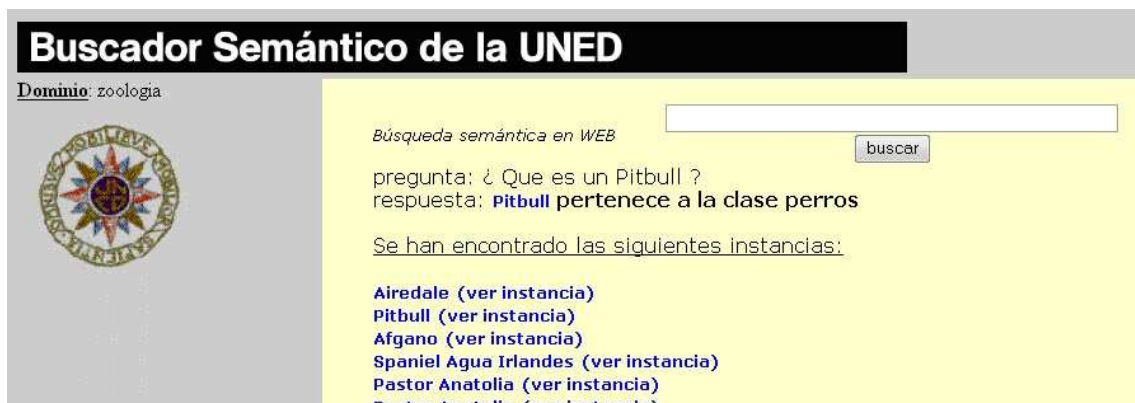 Buscador Semántico de la UNED
Dominio: zoologia
Búsqueda semántica en WEB
buscar
pregunta: ¿ Que es un Pitbull ?
respuesta: Pitbull pertenece a la clase perros
Se han encontrado las siguientes instancias:
Airedale (ver instancia)
Pitbull (ver instancia)
Afgano (ver instancia)
Spaniel Agua Irlandes (ver instancia)
Pastor Anatolia (ver instancia)